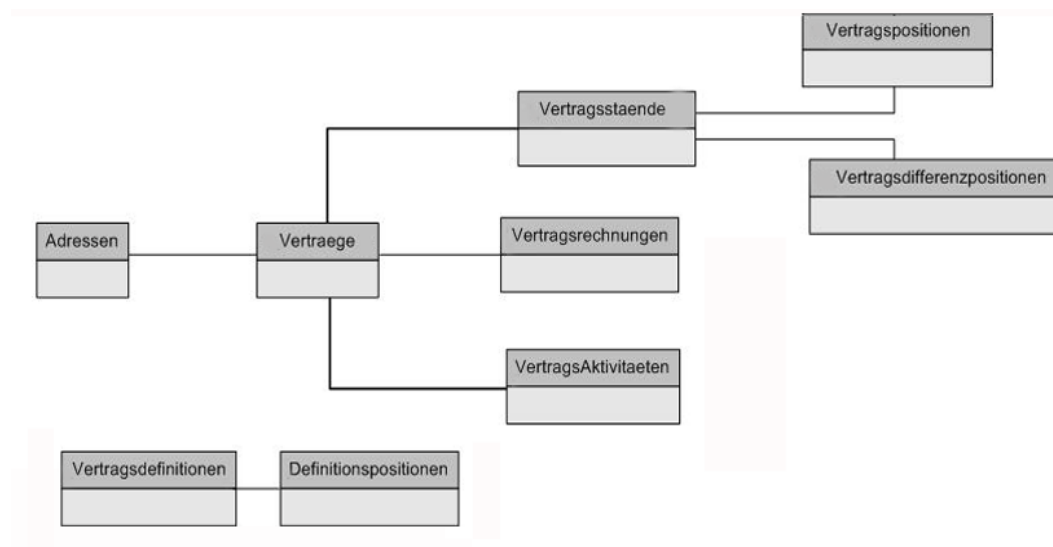 Vertragspositionen
Vertragsstaende
Vertragsdifferenzpositionen
Adressen
Vertraege
Vertragsrechnungen
VertragsAktivitaeten
Vertragsdefinitionen
Definitionspositionen